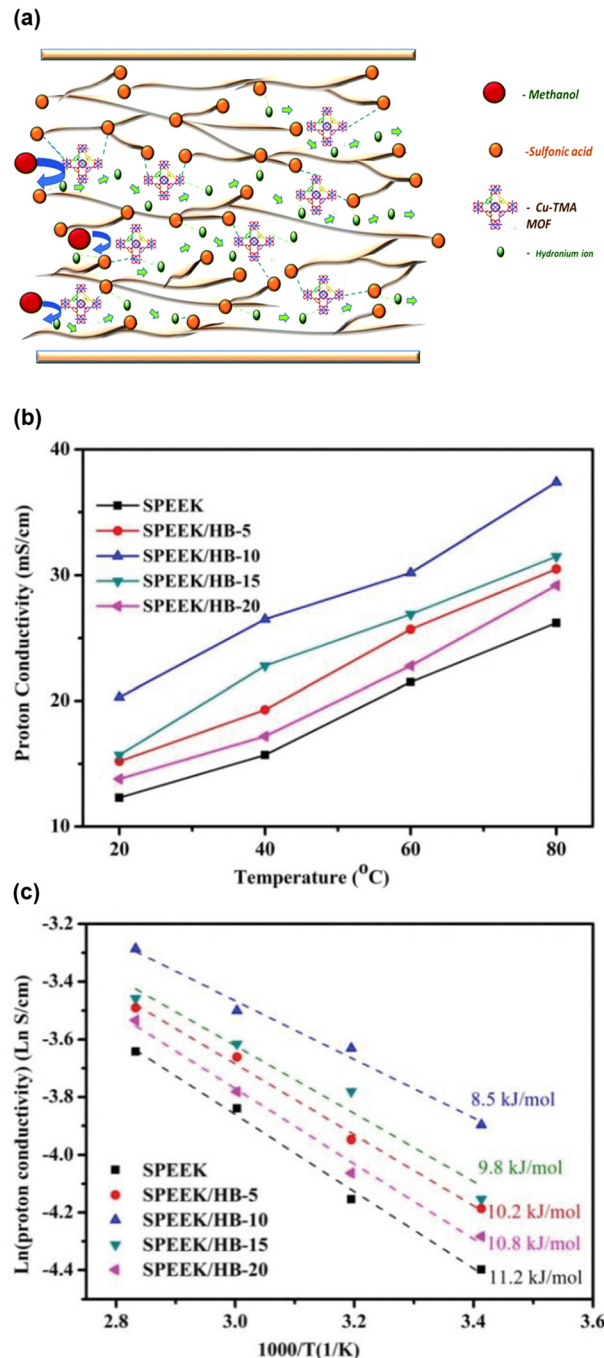 (a)
- Methanol
-Sulfonic acid
- Cu-TMA
MOF
- Hydronium ion
(b)
40
30
20
10
Proton Conductivity (mS/cm)
SPEEK
SPEEK/HB-5
SPEEK/HB-10
SPEEK/HB-15
SPEEK/HB-20
20 40 60 80
Temperature (°C)
(c)
-3.2
-3.4
-3.6
-3.8
-4.0
-4.2
-4.4
Ln(proton conductivity) (Ln S/cm)
8.5 kJ/mol
9.8 kJ/mol
10.2 kJ/mol
10.8 kJ/mol
11.2 kJ/mol
SPEEK
SPEEK/HB-5
SPEEK/HB-10
SPEEK/HB-15
SPEEK/HB-20
2.8 3.0 3.2 3.4 3.6
1000/T(1/K)